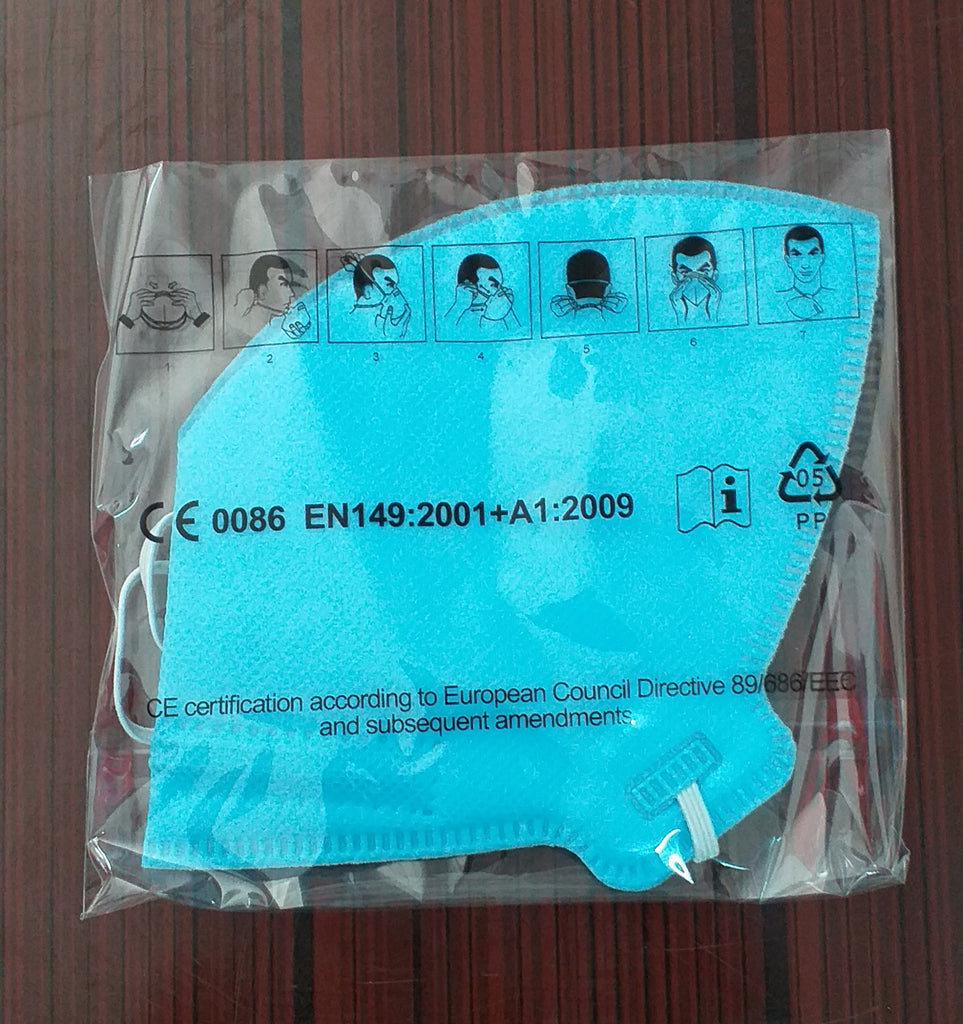 1 2 3 4 5 6 7
CE 0086 EN149:2001+A1:2009
i
05
PP
CE certification according to European Council Directive 89/686/EEC
and subsequent amendments.